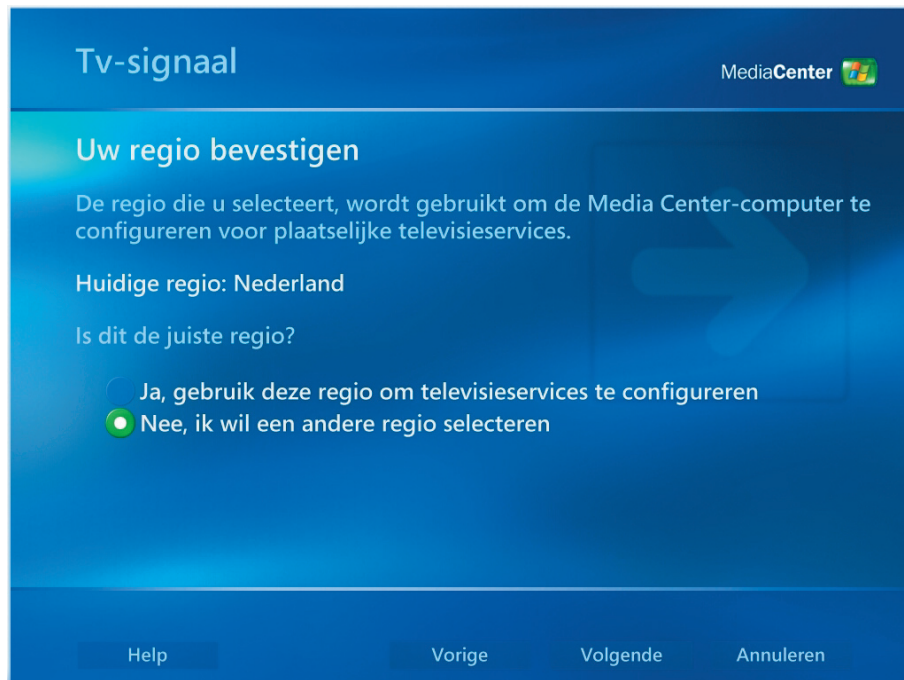 Tv-signaal
MediaCenter
Uw regio bevestigen
De regio die u selecteert, wordt gebruikt om de Media Center-computer te
configureren voor plaatselijke televisieservices.
Huidige regio: Nederland
Is dit de juiste regio?
Ja, gebruik deze regio om televisieservices te configureren
Nee, ik wil een andere regio selecteren
Help
Vorige
Volgende
Annuleren